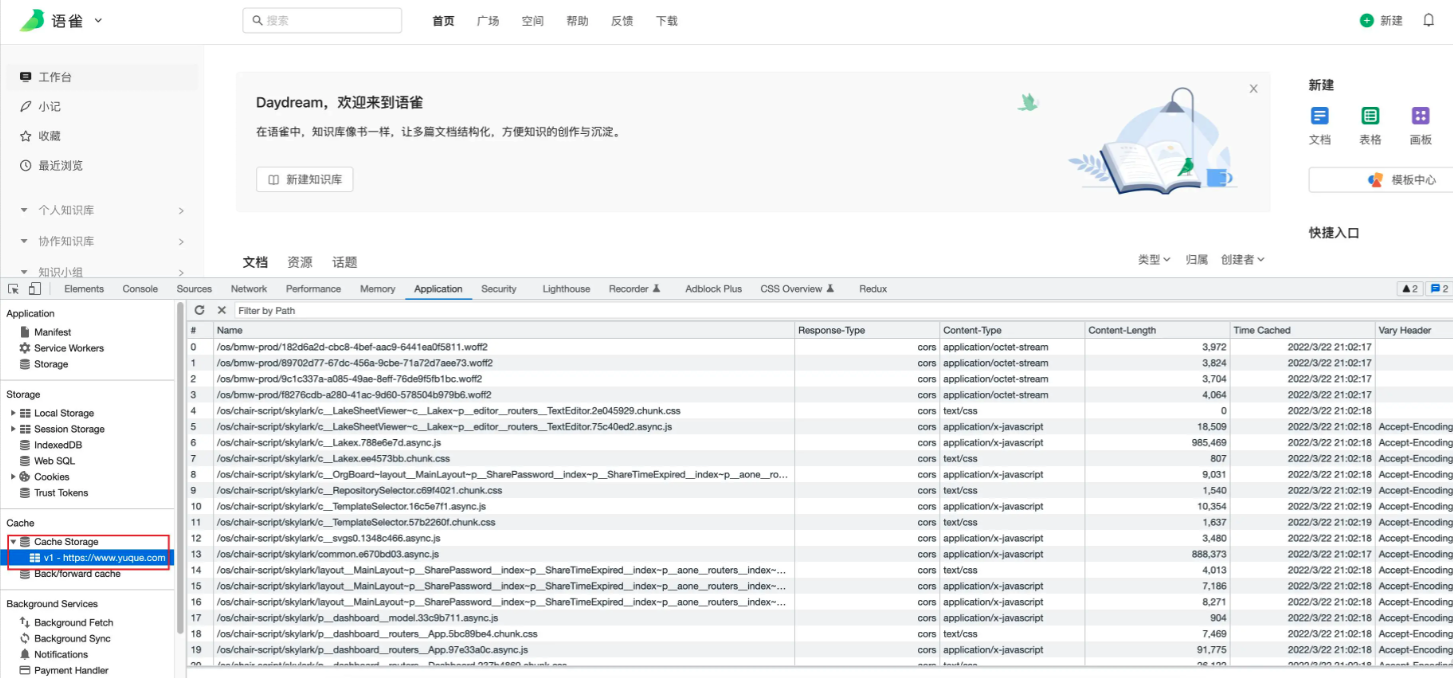 语雀 搜索 首页 广场 空间 帮助 反馈 下载 新建
工作台
小记
收藏
最近浏览
个人知识库
协作知识库
知识小组
Daydream，欢迎来到语雀
在语雀中，知识库像书一样，让多篇文档结构化，方便知识的创作与沉淀。
新建知识库
文档 资源 话题 类型 归属 创建者
新建
文档 表格 画板
模板中心
快捷入口
Elements Console Sources Network Performance Memory Application Security Lighthouse Recorder Adblock Plus CSS Overview Redux 2 2
Application
Manifest
Service Workers
Storage
Storage
Local Storage
Session Storage
IndexedDB
Web SQL
Cookies
Trust Tokens
Cache
Cache Storage
v1 - https://www.yuque.com
Back/forward cache
Background Services
Background Fetch
Background Sync
Notifications
Payment Handler
Filter by Path
# Name Response-Type Content-Type Content-Length Time Cached Vary Header
0 /os/bmw-prod/182d6a2d-cbc8-4bef-aac9-6441ea0f5811.woff2 cors application/octet-stream 3,972 2022/3/22 21:02:17
1 /os/bmw-prod/89702d77-67dc-456a-9cbe-71a72d7aee73.woff2 cors application/octet-stream 3,824 2022/3/22 21:02:17
2 /os/bmw-prod/9c1c337a-a085-49ae-8eff-76de9f5fb1bc.woff2 cors application/octet-stream 3,704 2022/3/22 21:02:17
3 /os/bmw-prod/f8276cdb-a280-41ac-9d60-578504b979b6.woff2 cors application/octet-stream 4,064 2022/3/22 21:02:17
4 /os/chair-script/skylark/c__LakeSheetViewer~c__Lakex~p__editor__routers__TextEditor.2e045929.chunk.css cors text/css 0 2022/3/22 21:02:18
5 /os/chair-script/skylark/c__LakeSheetViewer~c__Lakex~p__editor__routers__TextEditor.75c40ed2.async.js cors application/x-javascript 18,509 2022/3/22 21:02:18 Accept-Encoding
6 /os/chair-script/skylark/c__Lakex.788e6e7d.async.js cors application/x-javascript 985,469 2022/3/22 21:02:18 Accept-Encoding
7 /os/chair-script/skylark/c__Lakex.ee4573bb.chunk.css cors text/css 807 2022/3/22 21:02:18 Accept-Encoding
8 /os/chair-script/skylark/c__OrgBoard~layout__MainLayout~p__SharePassword__index~p__ShareTimeExpired__index~p__aone__routers__ro... cors application/x-javascript 9,031 2022/3/22 21:02:18 Accept-Encoding
9 /os/chair-script/skylark/c__RepositorySelector.c69f4021.chunk.css cors text/css 1,540 2022/3/22 21:02:19 Accept-Encoding
10 /os/chair-script/skylark/c__TemplateSelector.16c5e7f1.async.js cors application/x-javascript 10,354 2022/3/22 21:02:19 Accept-Encoding
11 /os/chair-script/skylark/c__TemplateSelector.57b2260f.chunk.css cors text/css 1,637 2022/3/22 21:02:19 Accept-Encoding
12 /os/chair-script/skylark/c__svgs0.1348c466.async.js cors application/x-javascript 3,480 2022/3/22 21:02:18 Accept-Encoding
13 /os/chair-script/skylark/common.e670bd03.async.js cors application/x-javascript 888,373 2022/3/22 21:02:17 Accept-Encoding
14 /os/chair-script/skylark/layout__MainLayout~p__SharePassword__index~p__ShareTimeExpired__index~p__aone__routers__index~... cors text/css 4,013 2022/3/22 21:02:18 Accept-Encoding
15 /os/chair-script/skylark/layout__MainLayout~p__SharePassword__index~p__ShareTimeExpired__index~p__aone__routers__index~... cors application/x-javascript 7,186 2022/3/22 21:02:18 Accept-Encoding
16 /os/chair-script/skylark/layout__MainLayout~p__SharePassword__index~p__ShareTimeExpired__index~p__aone__routers__index~... cors application/x-javascript 8,271 2022/3/22 21:02:18 Accept-Encoding
17 /os/chair-script/skylark/p__dashboard__model.33c9b711.async.js cors application/x-javascript 904 2022/3/22 21:02:18 Accept-Encoding
18 /os/chair-script/skylark/p__dashboard__routers__App.5bc89be4.chunk.css cors text/css 7,469 2022/3/22 21:02:18 Accept-Encoding
19 /os/chair-script/skylark/p__dashboard__routers__App.97e33a0c.async.js cors application/x-javascript 91,775 2022/3/22 21:02:18 Accept-Encoding